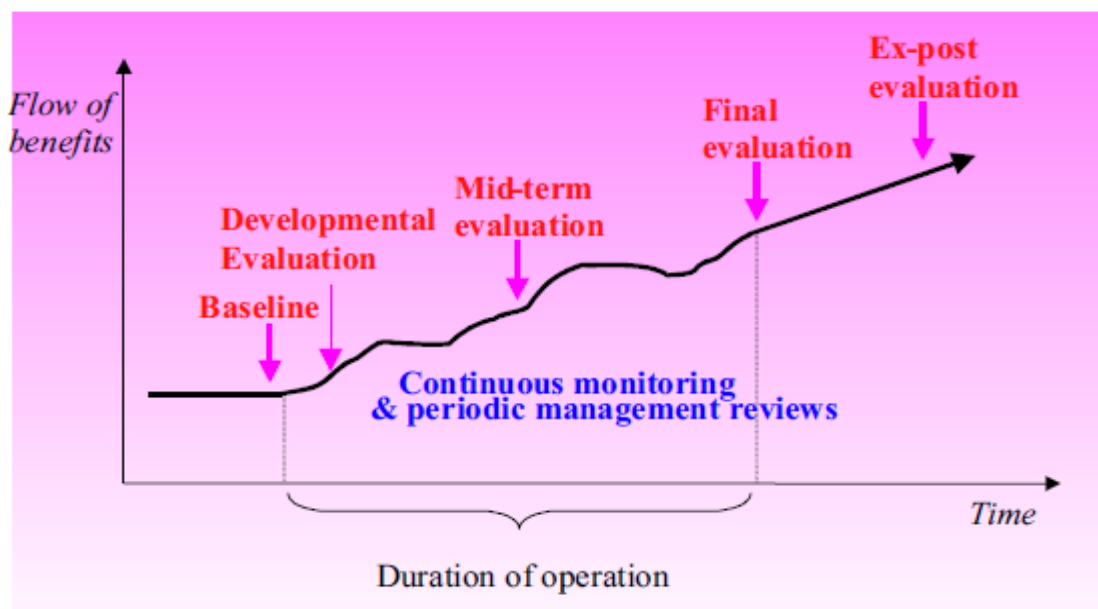 Flow of
benefits
Baseline
Developmental
Evaluation
Mid-term
evaluation
Final
evaluation
Ex-post
evaluation
Continuous monitoring
& periodic management reviews
Time
Duration of operation